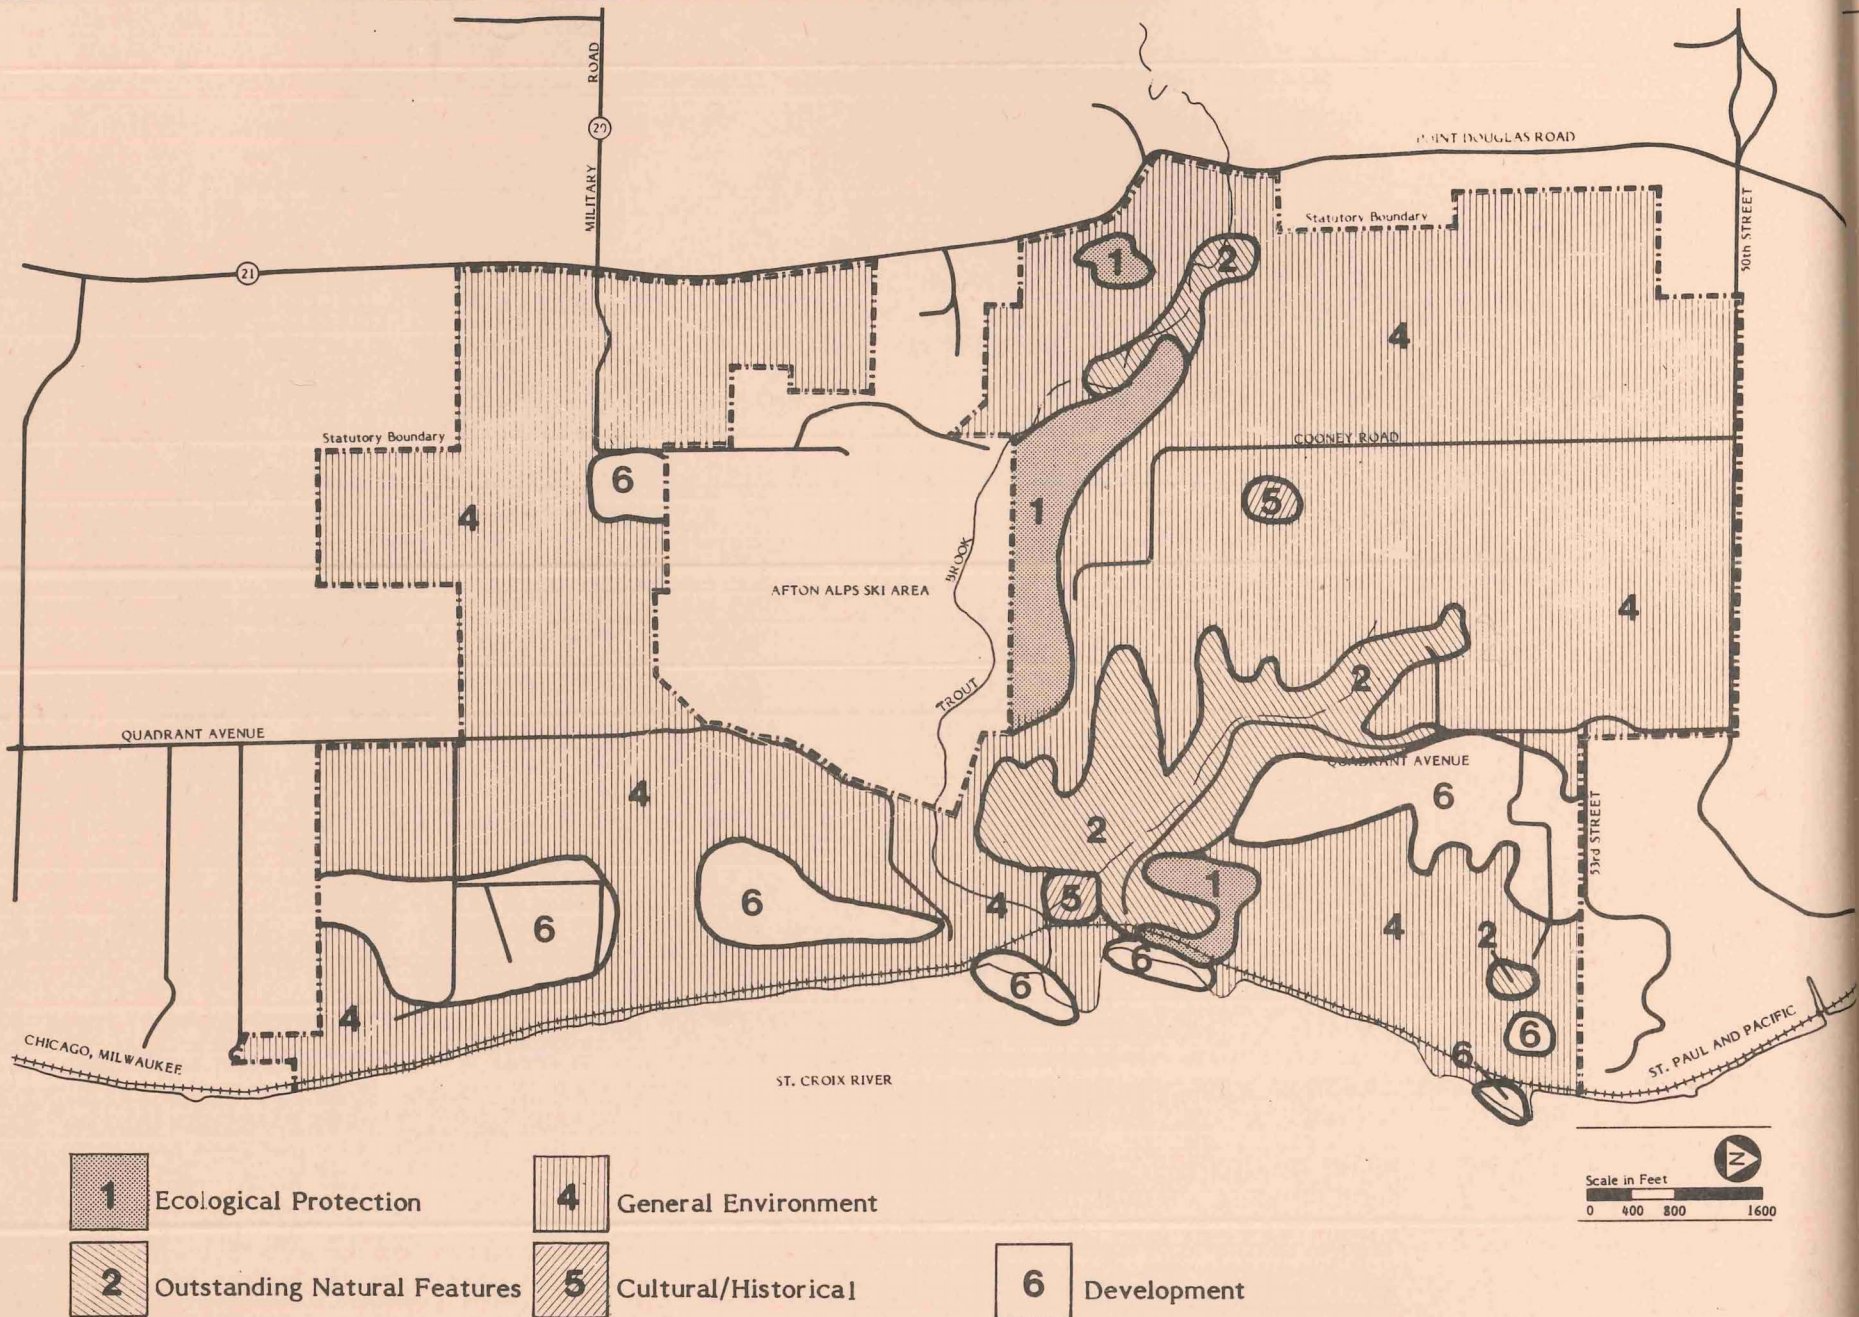 ROAD
20
MILITARY
POINT DOUGLAS ROAD
50th STREET
Statutory Boundary
21
1
2
4
Statutory Boundary
COONEY ROAD
6
4
1
5
BROOK
AFTON ALPS SKI AREA
4
2
TROUT
QUADRANT AVENUE
QUADRANT AVENUE
4
6
53rd STREET
2
1
5
4
6
6
4
2
6
6
4
6
6
CHICAGO, MILWAUKEE
ST. PAUL AND PACIFIC
ST. CROIX RIVER
N
Scale in Feet
0 400 800 1600
1 Ecological Protection
4 General Environment
2 Outstanding Natural Features
5 Cultural/Historical
6 Development